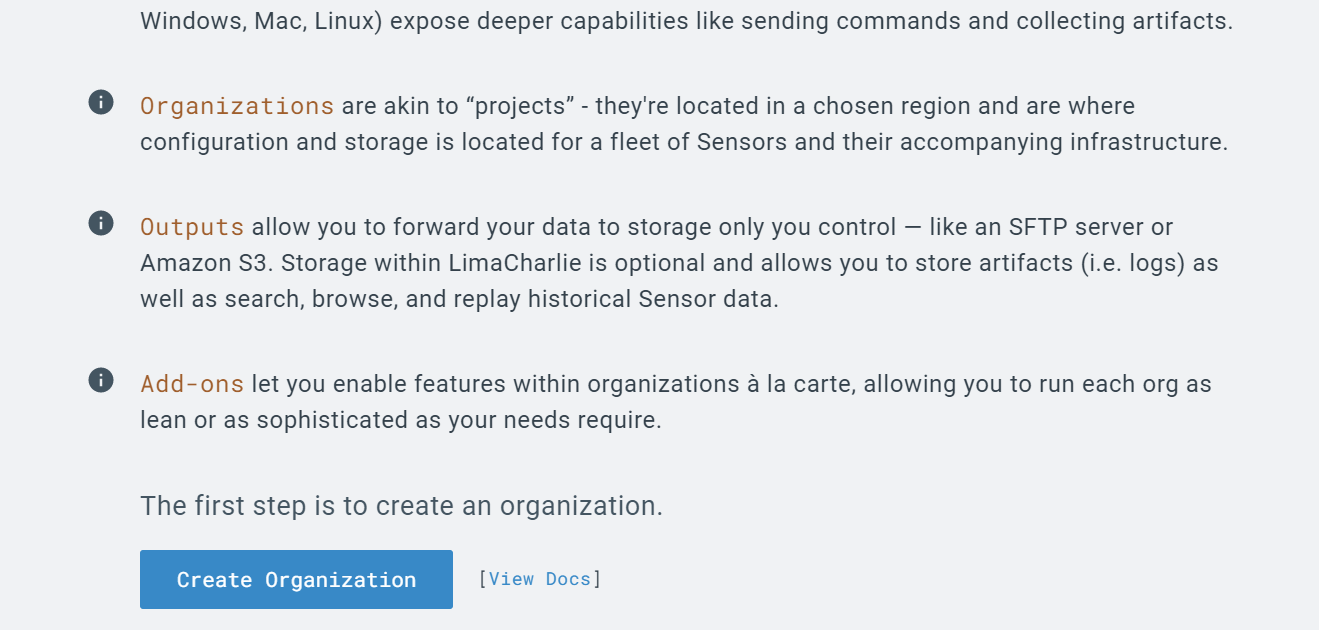 Windows, Mac, Linux) expose deeper capabilities like sending commands and collecting artifacts.
Organizations are akin to “projects” - they're located in a chosen region and are where
configuration and storage is located for a fleet of Sensors and their accompanying infrastructure.
Outputs allow you to forward your data to storage only you control — like an SFTP server or
Amazon S3. Storage within LimaCharlie is optional and allows you to store artifacts (i.e. logs) as
well as search, browse, and replay historical Sensor data.
Add-ons let you enable features within organizations à la carte, allowing you to run each org as
lean or as sophisticated as your needs require.
The first step is to create an organization.
Create Organization [View Docs]